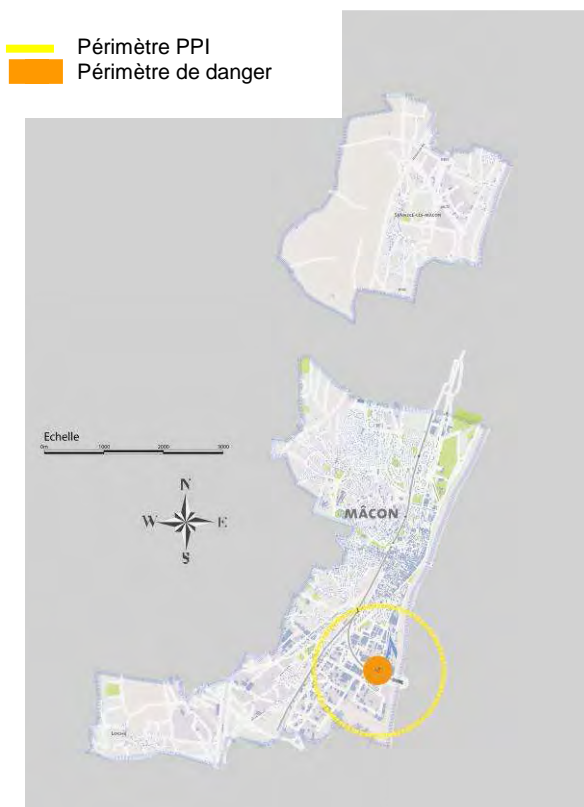 Périmètre PPI
Périmètre de danger
Echelle
0m 1000 2000 3000
N
W E
S
MÂCON